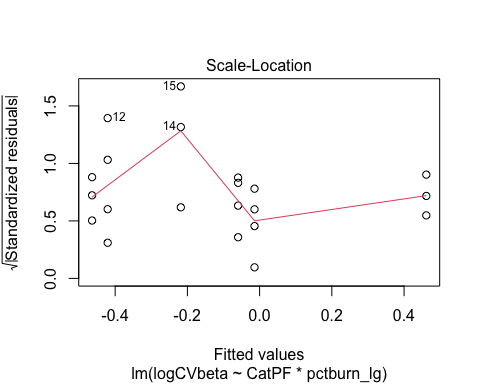 Scale-Location
√|Standardized residuals|
1.5
1.0
0.5
0.0
15
12
14
-0.4 -0.2 0.0 0.2 0.4
Fitted values
lm(logCVbeta ~ CatPF * pctburn_lg)